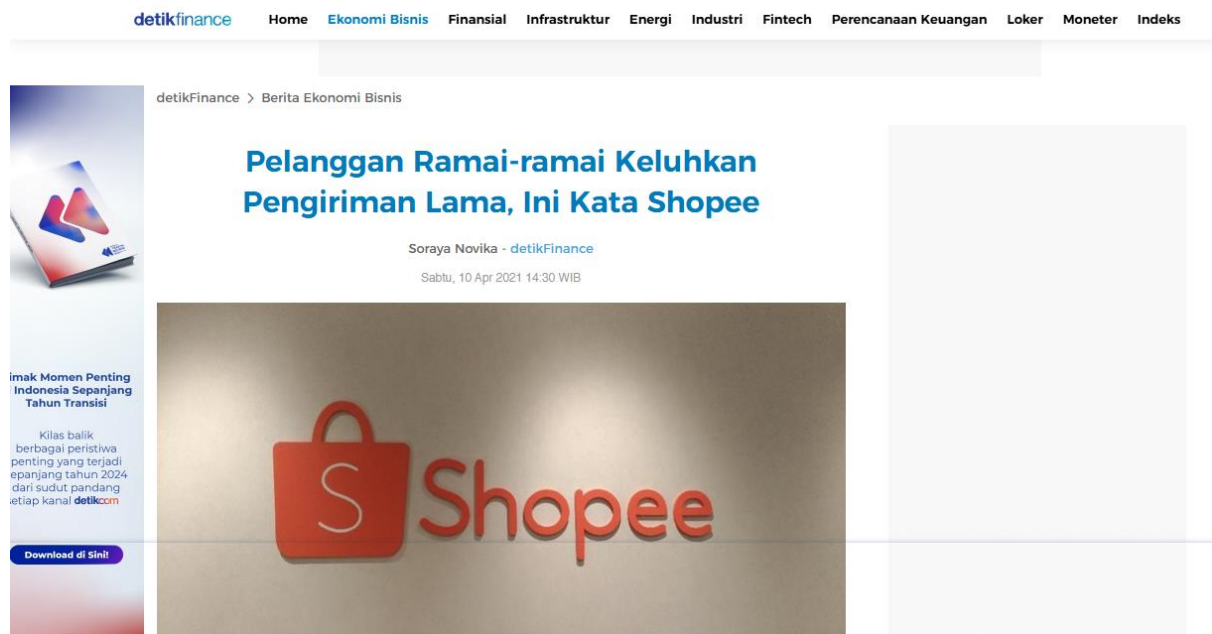 detikfinance Home Ekonomi Bisnis Finansial Infrastruktur Energi Industri Fintech Perencanaan Keuangan Loker Moneter Indeks
detikFinance > Berita Ekonomi Bisnis
Pelanggan Ramai-ramai Keluhkan
Pengiriman Lama, Ini Kata Shopee
Soraya Novika - detikFinance
Sabtu, 10 Apr 2021 14:30 WIB
S Shopee
imak Momen Penting
Indonesia Sepanjang
Tahun Transisi
Kilas balik
berbagai peristiwa
penting yang terjadi
epanjang tahun 2024
dari sudut pandang
etiap kanal detikcom
Download di Sini!